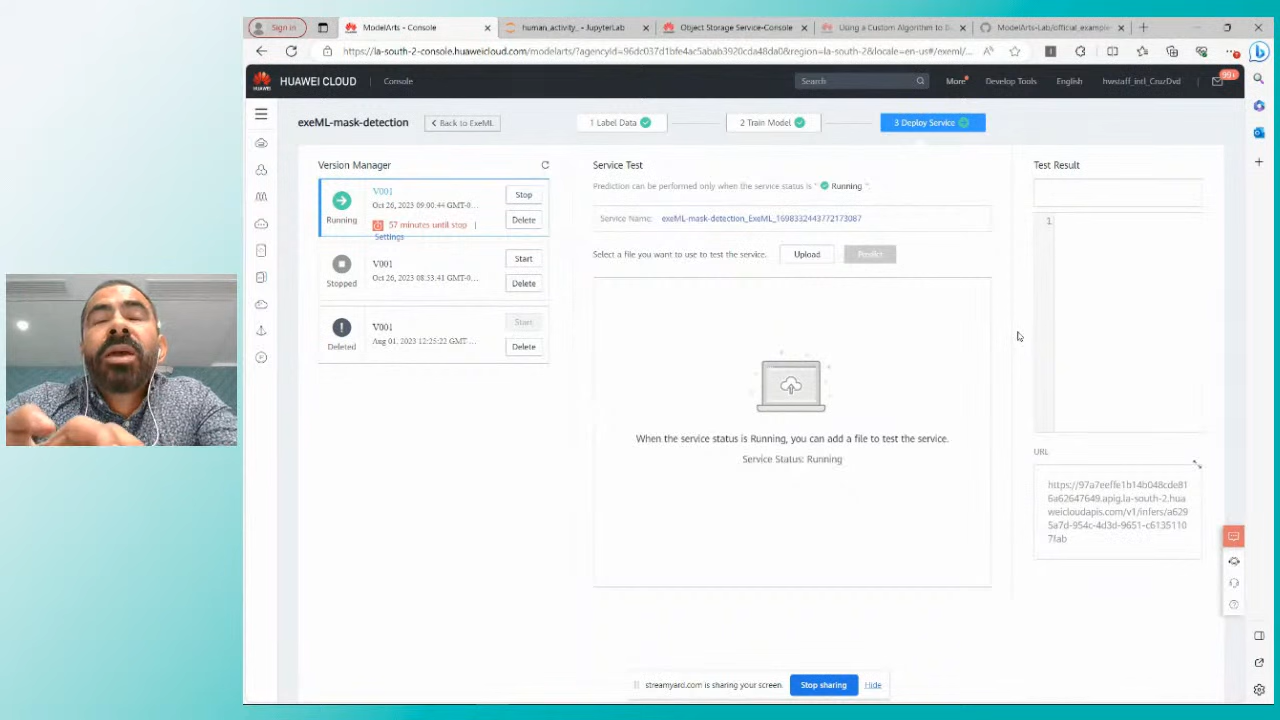 Sign in
ModelArts - Console
human_activity_ - JupyterLab
Object Storage Service-Console
Using a Custom Algorithm to B
ModelArts-Lab/official_example
https://la-south-2-console.huaweicloud.com/modelarts/?agencyId=96dc037d1bfe4ac5abab3920cda48da0&region=la-south-2&locale=en-us#/exeml/...
HUAWEI CLOUD
Console
Search
More
Develop Tools
English
hwstaff_intl_CruzDvd
99+
exeML-mask-detection
< Back to ExeML
1 Label Data
2 Train Model
3 Deploy Service
Version Manager
Service Test
Test Result
V001
Stop
Prediction can be performed only when the service status is " Running ".
Oct 26, 2023 09:00:44 GMT-0...
Running
57 minutes until stop |
Delete
Service Name: exeML-mask-detection_ExeML_1698332443772173087
1
Settings
Select a file you want to use to test the service.
Upload
Predict
V001
Start
Oct 26, 2023 08:53:41 GMT-0...
Stopped
Delete
V001
Start
Aug 01, 2023 12:25:22 GMT ...
Deleted
Delete
When the service status is Running, you can add a file to test the service.
Service Status: Running
URL
https://97a7eeffe1b14b048cde81
6a62647649.apig.la-south-2.hua
weicloudapis.com/v1/infers/a629
5a7d-954c-4d3d-9651-c6135110
7fab
streamyard.com is sharing your screen.
Stop sharing
Hide